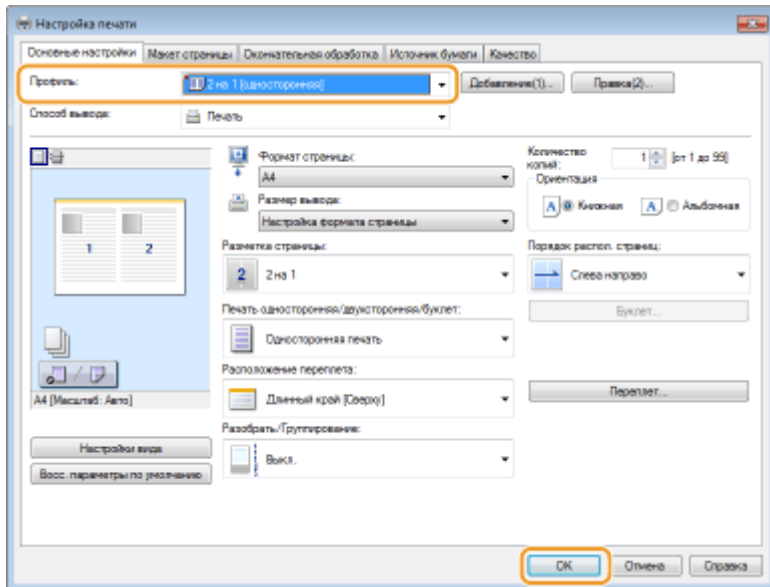 Настройка печати
Основные настройки Макет страницы Окончательная обработка Источник бумаги Качество
Профиль: 2 на 1 [односторонняя] Добавление(1)... Правка(2)...
Способ вывода: Печать
Формат страницы:
A4
Размер вывода:
Настройка формата страницы
Количество копий: 1 [от 1 до 99]
Ориентация
A Книжная A Альбомная
1 2
Разметка страницы:
2 2 на 1
Порядок распол. страниц:
Слева направо
Печать односторонняя/двухсторонняя/буклет:
Односторонняя печать
Буклет...
Расположение переплета:
Длинный край [Сверху]
Переплет...
A4 [Масштаб: Авто]
Разобрать/Группирование:
Выкл.
Настройки вида
Восс. параметры по умолчанию
OK Отмена Справка